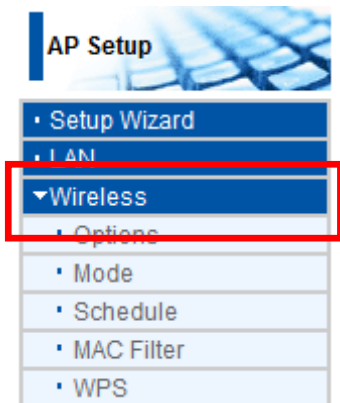 AP Setup
Setup Wizard
LAN
Wireless
Options
Mode
Schedule
MAC Filter
WPS